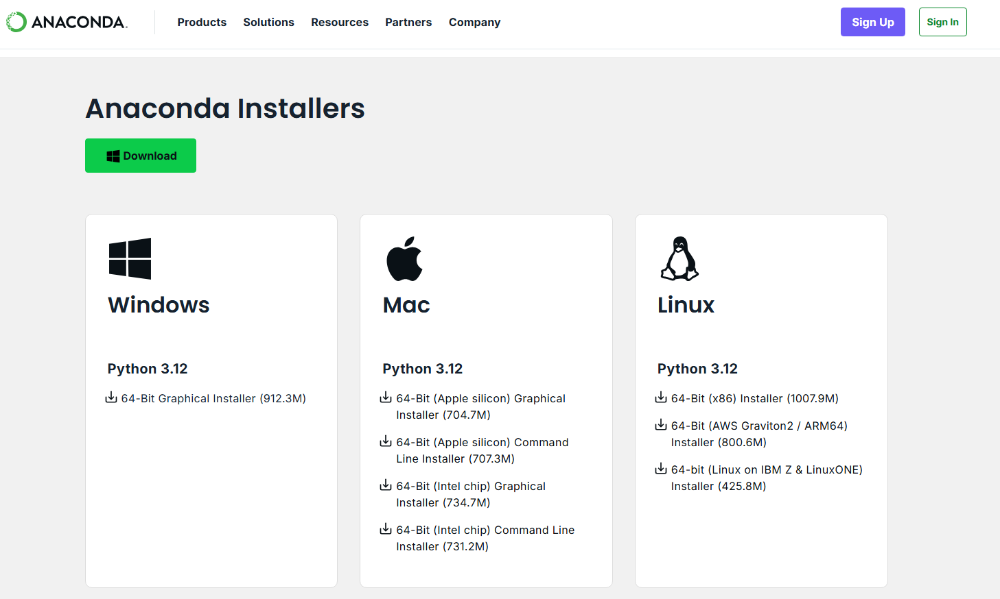 ANACONDA.
Products
Solutions
Resources
Partners
Company
Sign Up
Sign In
Anaconda Installers
Download
Windows
Python 3.12
64-Bit Graphical Installer (912.3M)
Mac
Python 3.12
64-Bit (Apple silicon) Graphical
Installer (704.7M)
64-Bit (Apple silicon) Command
Line Installer (707.3M)
64-Bit (Intel chip) Graphical
Installer (734.7M)
64-Bit (Intel chip) Command Line
Installer (731.2M)
Linux
Python 3.12
64-Bit (x86) Installer (1007.9M)
64-Bit (AWS Graviton2 / ARM64)
Installer (800.6M)
64-bit (Linux on IBM Z & LinuxONE)
Installer (425.8M)